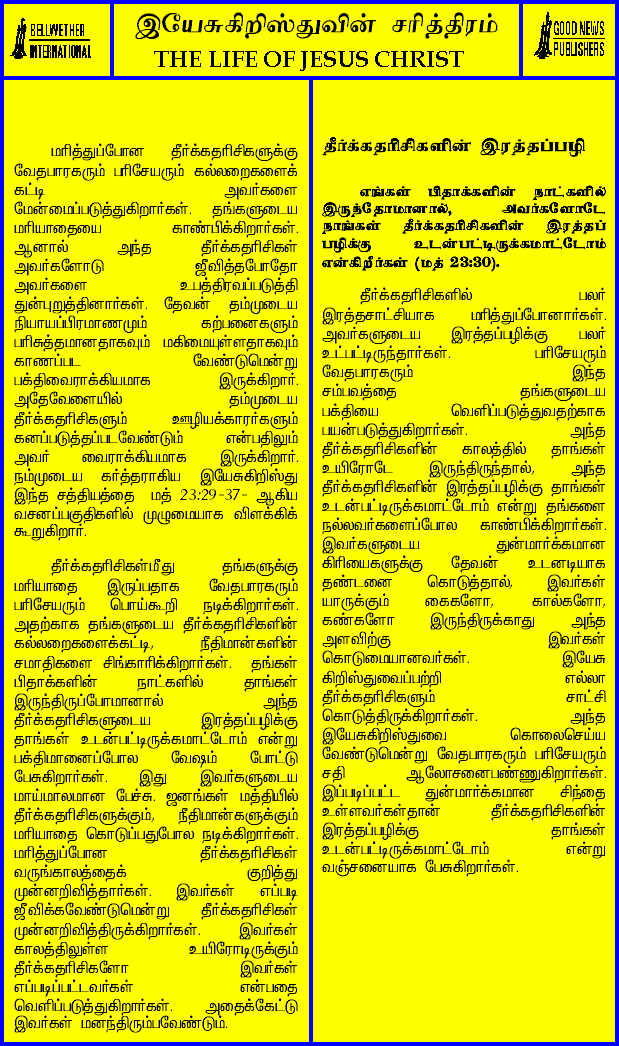 BELLWETHER
INTERNATIONAL
இயேசுகிறிஸ்துவின் சரித்திரம்
THE LIFE OF JESUS CHRIST
GOOD NEWS
PUBLISHERS
மரித்துப்போன தீர்க்கதரிசிகளுக்கு
வேதபாரகரும் பரிசேயரும் கல்லறைகளைக்
கட்டி அவர்களை
மேன்மைப்படுத்துகிறார்கள். தங்களுடைய
மரியாதையை காண்பிக்கிறார்கள்.
ஆனால் அந்த தீர்க்கதரிசிகள்
அவர்களோடு ஜீவித்தபோதோ
அவர்களை உபத்திரவப்படுத்தி
துன்புறுத்தினார்கள். தேவன் தம்முடைய
நியாயப்பிரமாணமும் கற்பனைகளும்
பரிசுத்தமானதாகவும் மகிமையுள்ளதாகவும்
காணப்பட வேண்டுமென்று
பக்திவைராக்கியமாக இருக்கிறார்.
அதேவேளையில் தம்முடைய
தீர்க்கதரிசிகளும் ஊழியக்காரர்களும்
கனப்படுத்தப்படவேண்டும் என்பதிலும்
அவர் வைராக்கியமாக இருக்கிறார்.
நம்முடைய கர்த்தராகிய இயேசுகிறிஸ்து
இந்த சத்தியத்தை மத் 23:29-37- ஆகிய
வசனப்பகுதிகளில் முழுமையாக விளக்கிக்
கூறுகிறார்.
தீர்க்கதரிசிகள்மீது தங்களுக்கு
மரியாதை இருப்பதாக வேதபாரகரும்
பரிசேயரும் பொய்கூறி நடிக்கிறார்கள்.
அதற்காக தங்களுடைய தீர்க்கதரிசிகளின்
கல்லறைகளைக்கட்டி, நீதிமான்களின்
சமாதிகளை சிங்காரிக்கிறார்கள். தங்கள்
பிதாக்களின் நாட்களில் தாங்கள்
இருந்திருப்போமானால் அந்த
தீர்க்கதரிசிகளுடைய இரத்தப்பழிக்கு
தாங்கள் உடன்பட்டிருக்கமாட்டோம் என்று
பக்திமானைப்போல வேஷம் போட்டு
பேசுகிறார்கள். இது இவர்களுடைய
மாய்மாலமான பேச்சு. ஜனங்கள் மத்தியில்
தீர்க்கதரிசிகளுக்கும், நீதிமான்களுக்கும்
மரியாதை கொடுப்பதுபோல நடிக்கிறார்கள்.
மரித்துப்போன தீர்க்கதரிசிகள்
வருங்காலத்தைக் குறித்து
முன்னறிவித்தார்கள். இவர்கள் எப்படி
ஜீவிக்கவேண்டுமென்று தீர்க்கதரிசிகள்
முன்னறிவித்திருக்கிறார்கள். இவர்கள்
காலத்திலுள்ள உயிரோடிருக்கும்
தீர்க்கதரிசிகளோ இவர்கள்
எப்படிப்பட்டவர்கள் என்பதை
வெளிப்படுத்துகிறார்கள். அதைக்கேட்டு
இவர்கள் மனந்திரும்பவேண்டும்.
தீர்க்கதரிசிகளின் இரத்தப்பழி
எங்கள் பிதாக்களின் நாட்களில்
இருந்தோமானால், அவர்களோடே
நாங்கள் தீர்க்கதரிசிகளின் இரத்தப்
பழிக்கு உடன்பட்டிருக்கமாட்டோம்
என்கிறீர்கள் (மத் 23:30).
தீர்க்கதரிசிகளில் பலர்
இரத்தசாட்சியாக மரித்துப்போனார்கள்.
அவர்களுடைய இரத்தப்பழிக்கு பலர்
உட்பட்டிருந்தார்கள். பரிசேயரும்
வேதபாரகரும் இந்த
சம்பவத்தை தங்களுடைய
பக்தியை வெளிப்படுத்துவதற்காக
பயன்படுத்துகிறார்கள். அந்த
தீர்க்கதரிசிகளின் காலத்தில் தாங்கள்
உயிரோடே இருந்திருந்தால், அந்த
தீர்க்கதரிசிகளின் இரத்தப்பழிக்கு தாங்கள்
உடன்பட்டிருக்கமாட்டோம் என்று தங்களை
நல்லவர்களைப்போல காண்பிக்கிறார்கள்.
இவர்களுடைய துன்மார்க்கமான
கிரியைகளுக்கு தேவன் உடனடியாக
தண்டனை கொடுத்தால், இவர்கள்
யாருக்கும் கைகளோ, கால்களோ,
கண்களோ இருந்திருக்காது அந்த
அளவிற்கு இவர்கள்
கொடுமையானவர்கள். இயேசு
கிறிஸ்துவைப்பற்றி எல்லா
தீர்க்கதரிசிகளும் சாட்சி
கொடுத்திருக்கிறார்கள். அந்த
இயேசுகிறிஸ்துவை கொலைசெய்ய
வேண்டுமென்று வேதபாரகரும் பரிசேயரும்
சதி ஆலோசனைபண்ணுகிறார்கள்.
இப்படிப்பட்ட துன்மார்க்கமான சிந்தை
உள்ளவர்கள்தான் தீர்க்கதரிசிகளின்
இரத்தப்பழிக்கு தாங்கள்
உடன்பட்டிருக்கமாட்டோம் என்று
வஞ்சனையாக பேசுகிறார்கள்.